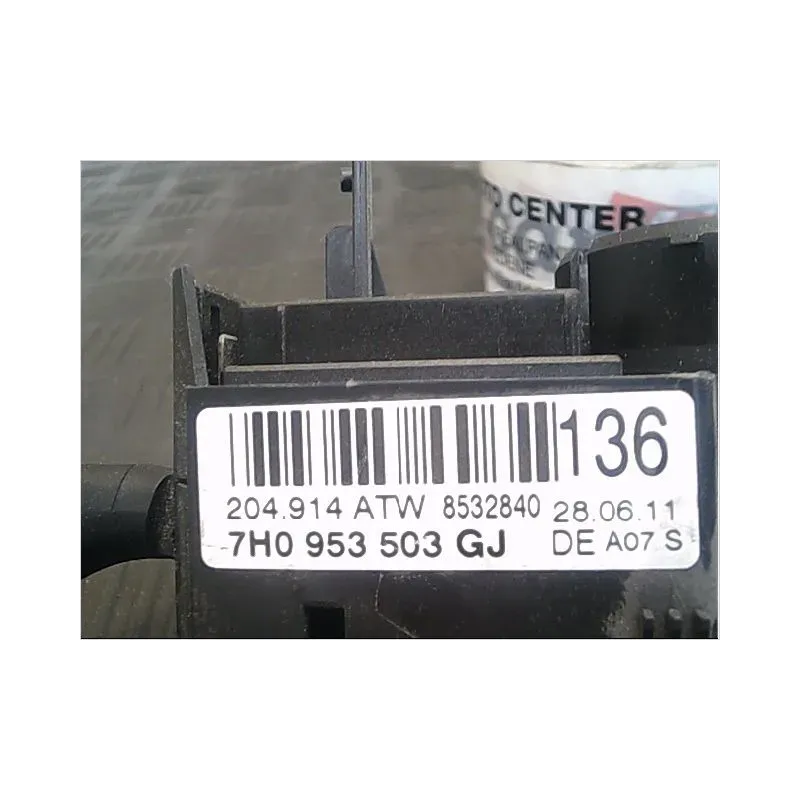 CENTER
136
204.914 ATW 8532840 28.06.11
7H0 953 503 GJ DE A07 S